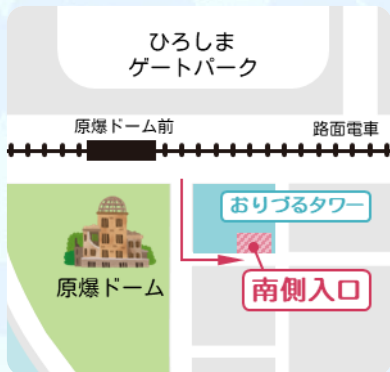 ひろしま
ゲートパーク
原爆ドーム前
路面電車
おりづるタワー
原爆ドーム
南側入口